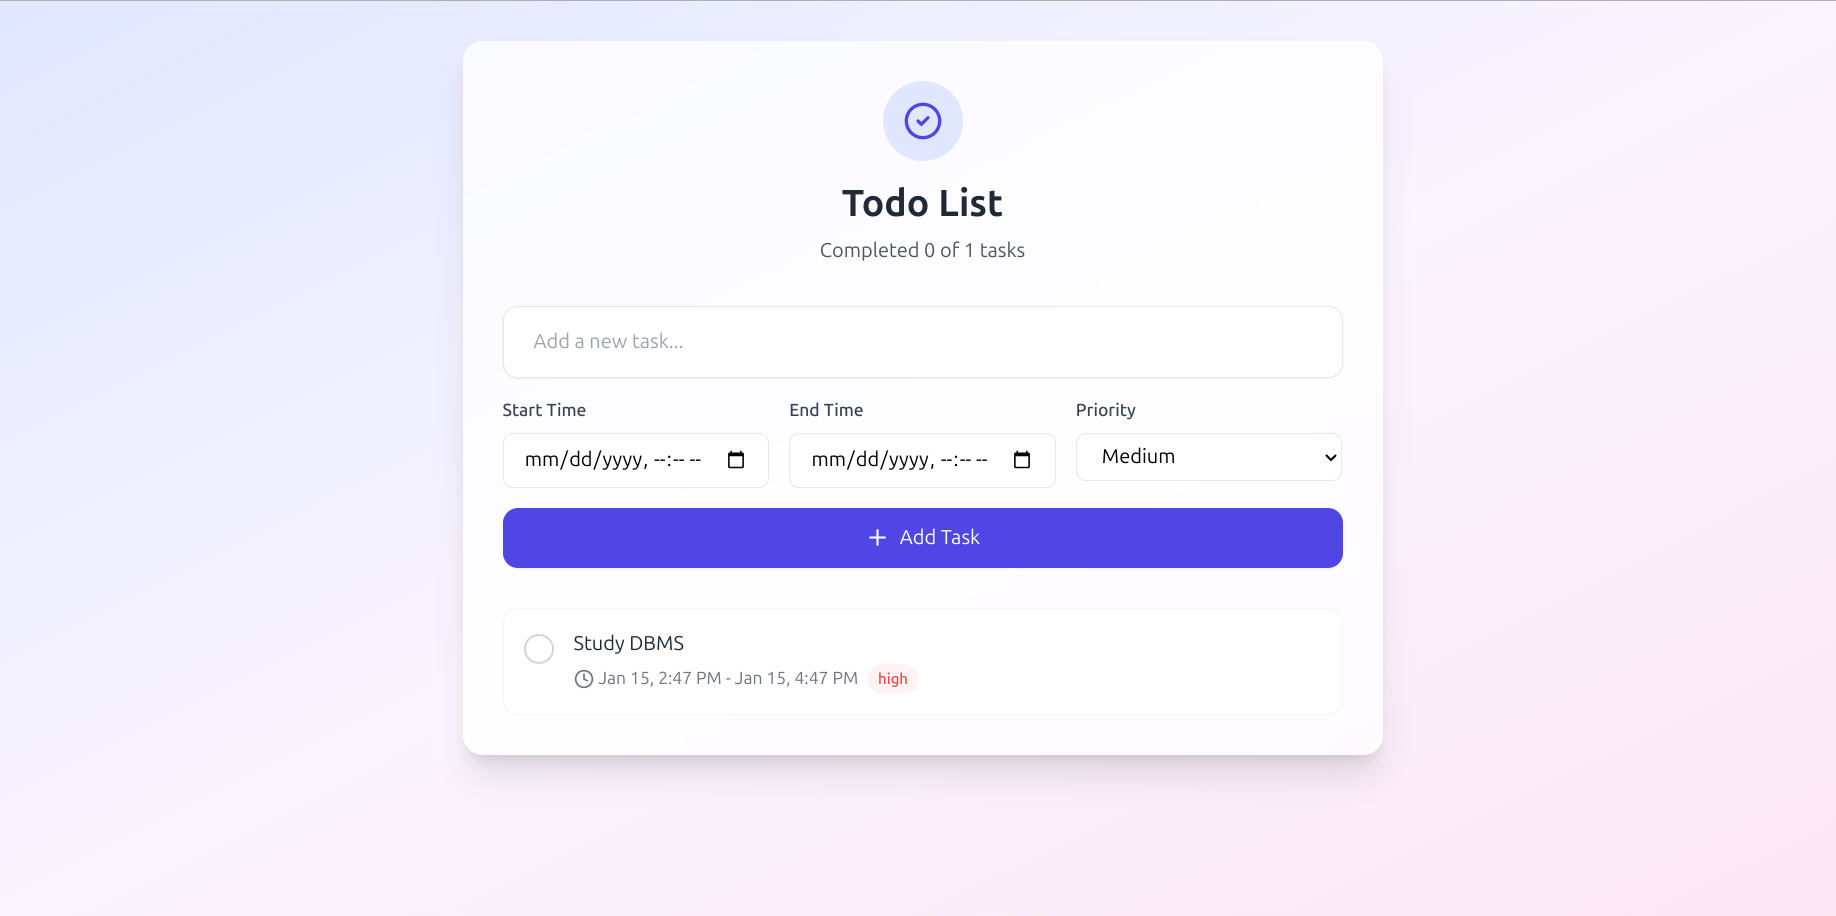 Todo List
Completed 0 of 1 tasks
Add a new task...
Start Time End Time Priority
mm/dd/yyyy, --:-- -- mm/dd/yyyy, --:-- -- Medium
+ Add Task
Study DBMS
Jan 15, 2:47 PM - Jan 15, 4:47 PM high